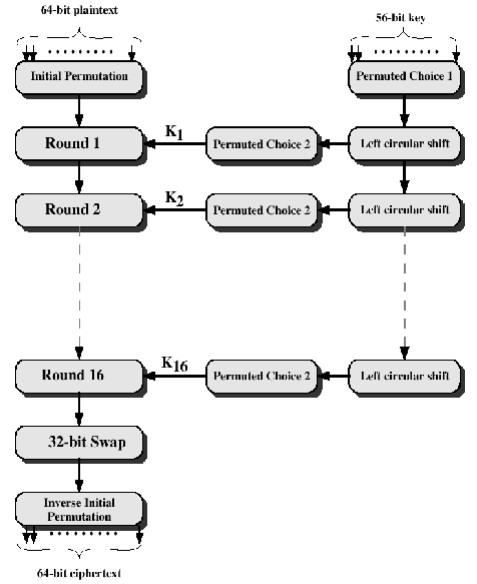 64-bit plaintext
56-bit key
Initial Permutation
Permuted Choice 1
Round 1
K1
Permuted Choice 2
Left circular shift
Round 2
K2
Permuted Choice 2
Left circular shift
Round 16
K16
Permuted Choice 2
Left circular shift
32-bit Swap
Inverse Initial
Permutation
64-bit ciphertext